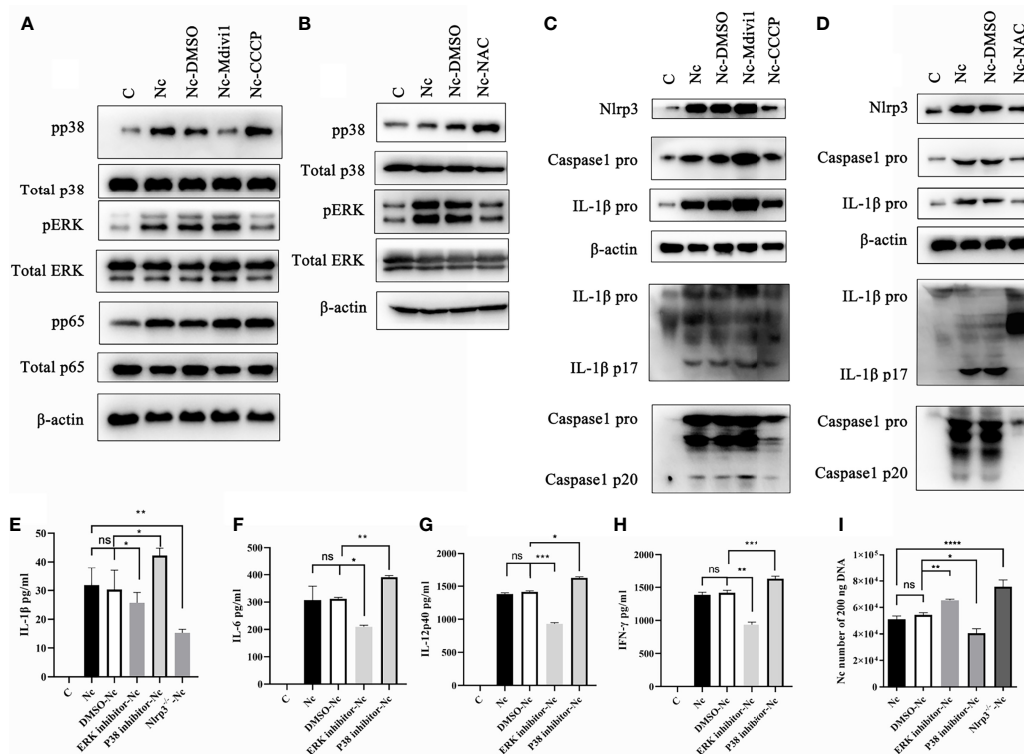 A
C
Nc
Nc-DMSO
Nc-Mdivi1
Nc-CCCP
pp38
Total p38
pERK
Total ERK
pp65
Total p65
β-actin
B
C
Nc
Nc-DMSO
Nc-NAC
pp38
Total p38
pERK
Total ERK
β-actin
C
C
Nc
Nc-DMSO
Nc-Mdivi1
Nc-CCCP
Nlrp3
Caspase1 pro
IL-1β pro
β-actin
IL-1β pro
IL-1β p17
Caspase1 pro
Caspase1 p20
D
C
Nc
Nc-DMSO
Nc-NAC
Nlrp3
Caspase1 pro
IL-1β pro
β-actin
IL-1β pro
IL-1β p17
Caspase1 pro
Caspase1 p20
E
IL-1β pg/ml
50
40
30
20
10
0
**
ns
*
*
C
Nc
DMSO-Nc
ERK inhibitor-Nc
P38 inhibitor-Nc
Nlrp3-/- -Nc
F
IL-6 pg/ml
500
400
300
200
100
0
**
ns
*
C
Nc
DMSO-Nc
ERK inhibitor-Nc
P38 inhibitor-Nc
G
IL-12p40 pg/ml
2000
1500
1000
500
0
*
ns
***
C
Nc
DMSO-Nc
ERK inhibitor-Nc
P38 inhibitor-Nc
H
IFN-γ pg/ml
2000
1500
1000
500
0
ns
**
C
Nc
DMSO-Nc
ERK inhibitor-Nc
P38 inhibitor-Nc
I
Nc number of 200 ng DNA
1×10⁵
8×10⁴
6×10⁴
4×10⁴
2×10⁴
0
****
*
ns
**
Nc
DMSO-Nc
ERK inhibitor-Nc
P38 inhibitor-Nc
Nlrp3-/- -Nc